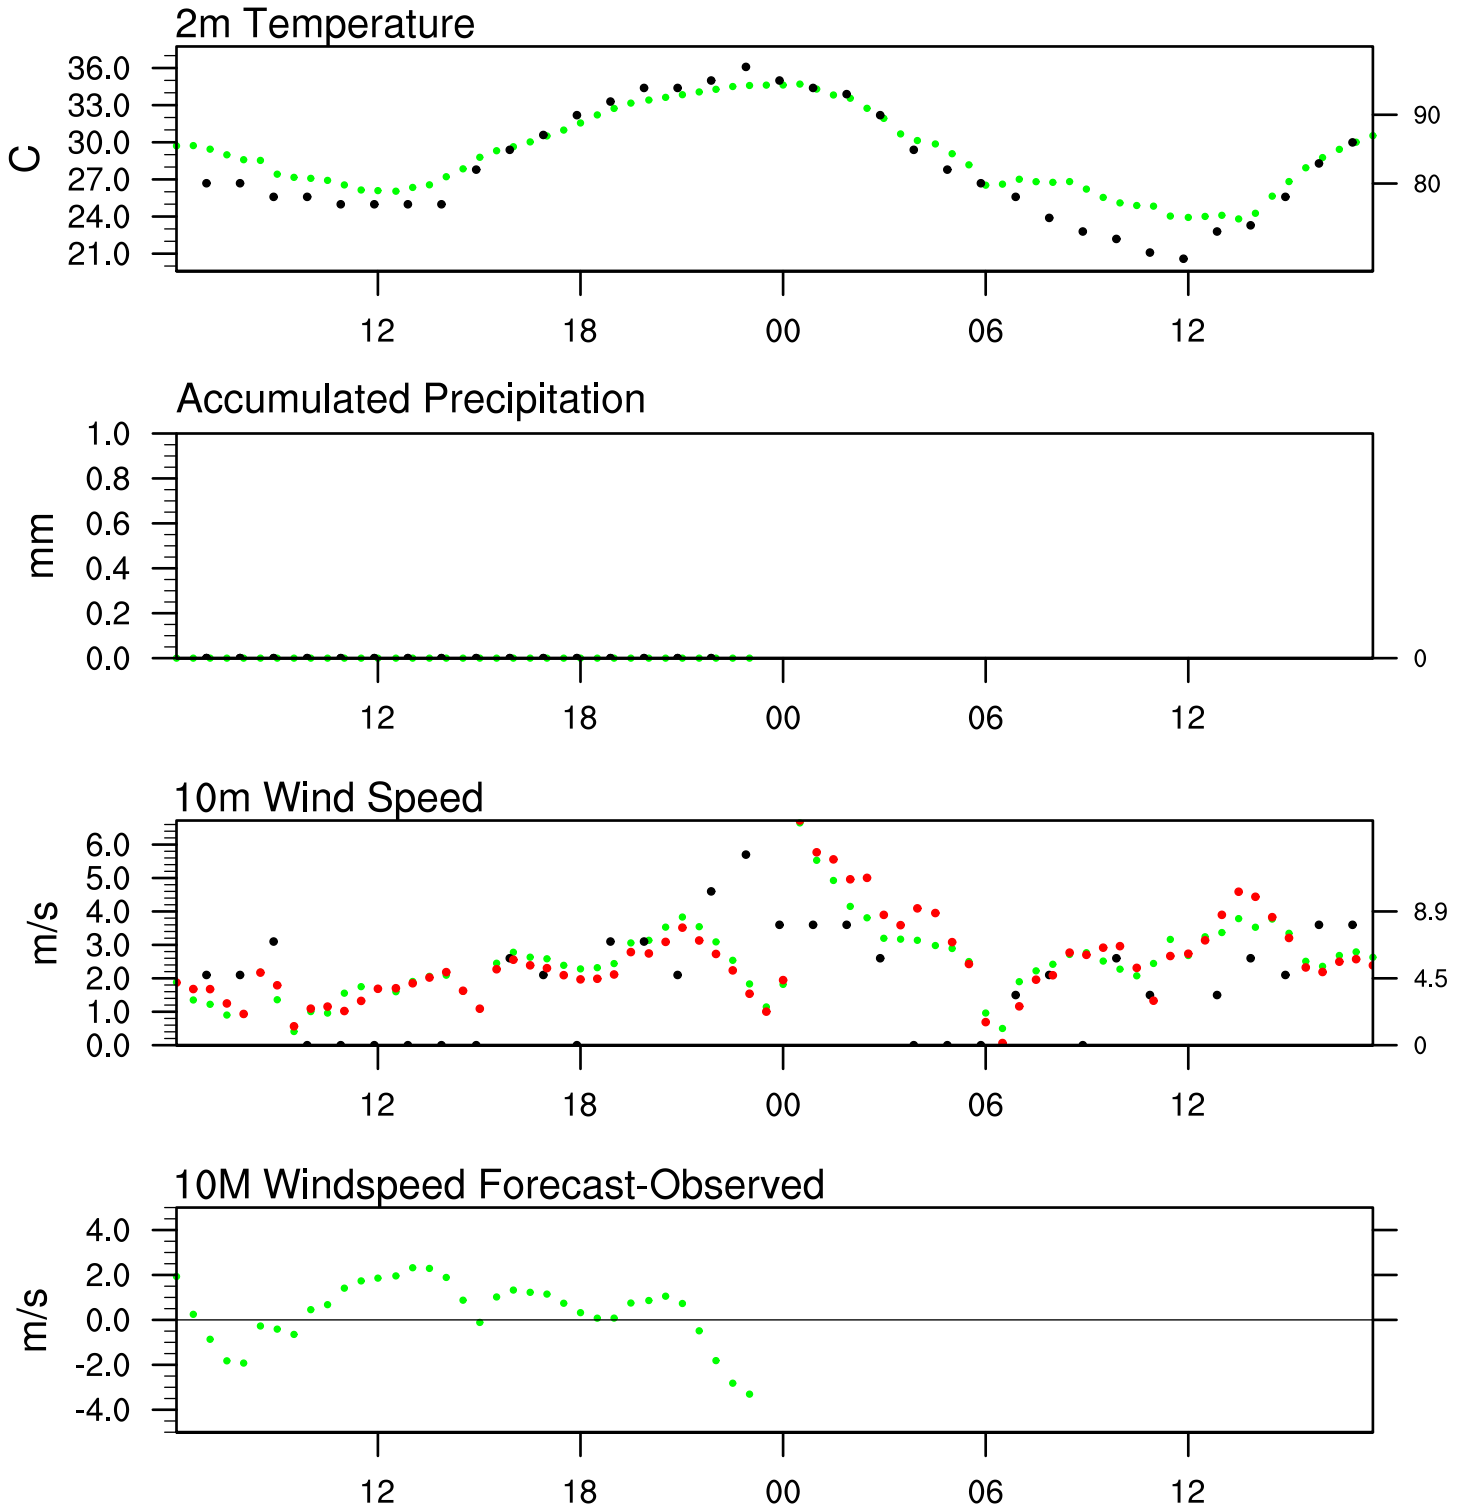 2m Temperature
36.0
33.0
90
30.0
C
27.0
80
24.0
21.0
12 18 00 06 12
Accumulated Precipitation
1.0
0.8
0.6
mm
0.4
0.2
0.0
0
12 18 00 06 12
10m Wind Speed
6.0
5.0
4.0
8.9
m/s
3.0
2.0
4.5
1.0
0.0
0
12 18 00 06 12
10M Windspeed Forecast-Observed
4.0
2.0
m/s
0.0
-2.0
-4.0
12 18 00 06 12